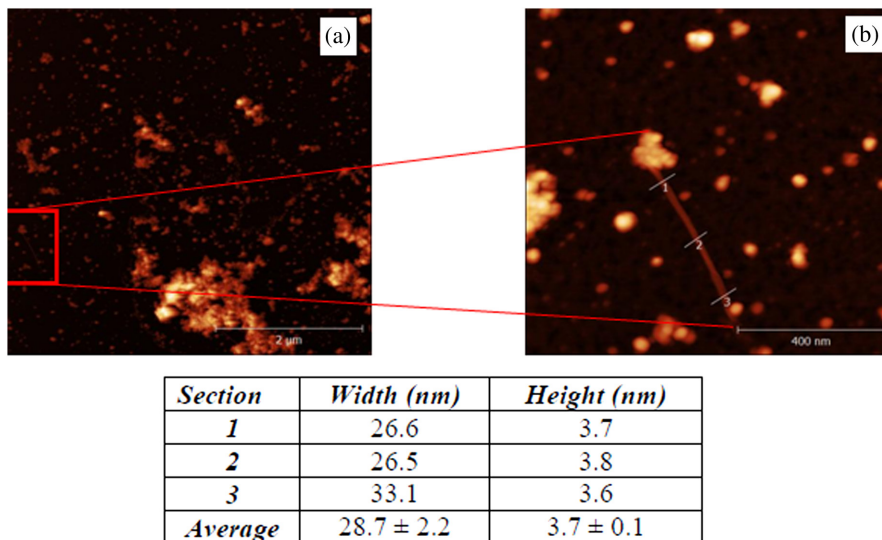 (a)
(b)
1
2
3
2 µm
400 nm
Section Width (nm) Height (nm)
1 26.6 3.7
2 26.5 3.8
3 33.1 3.6
Average 28.7 ± 2.2 3.7 ± 0.1